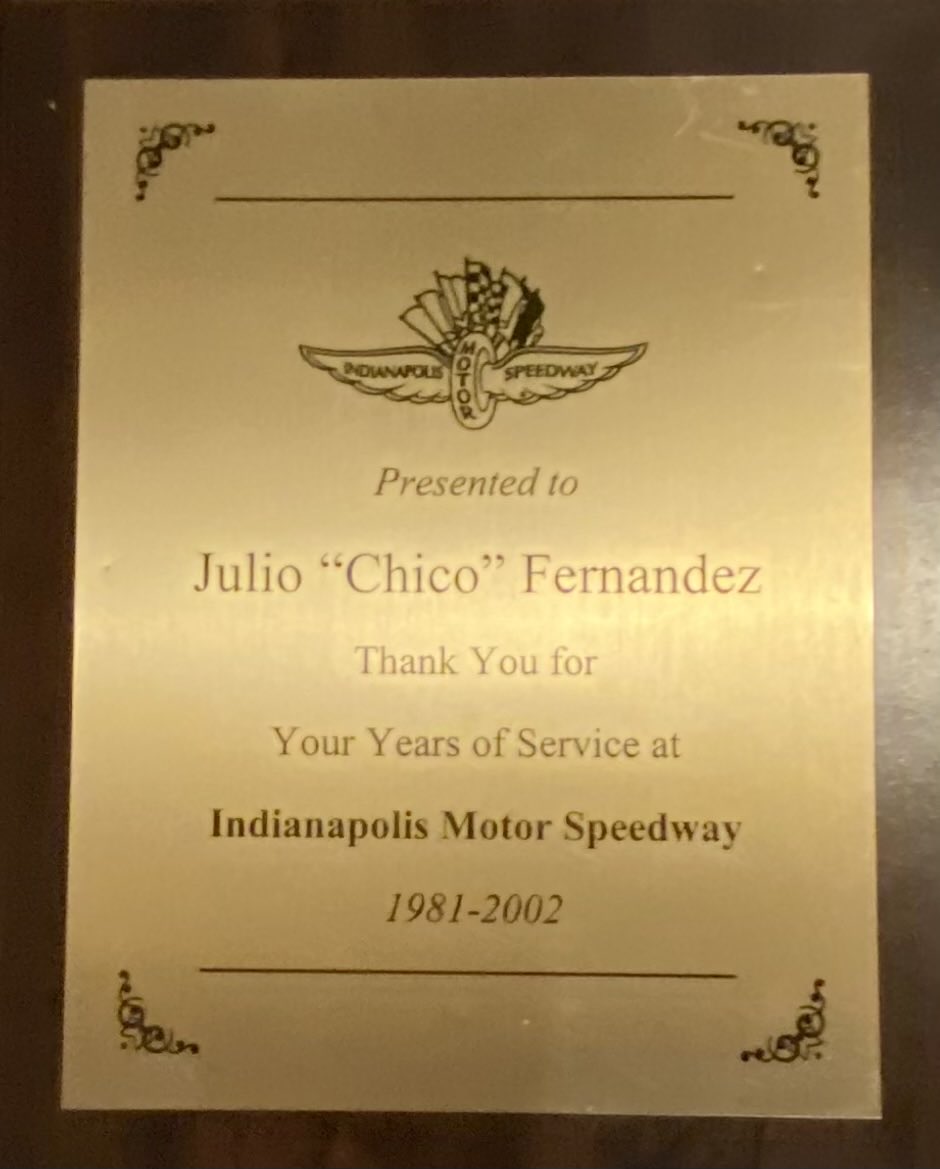 INDIANAPOLIS MOTOR SPEEDWAY
Presented to
Julio “Chico” Fernandez
Thank You for
Your Years of Service at
Indianapolis Motor Speedway
1981-2002